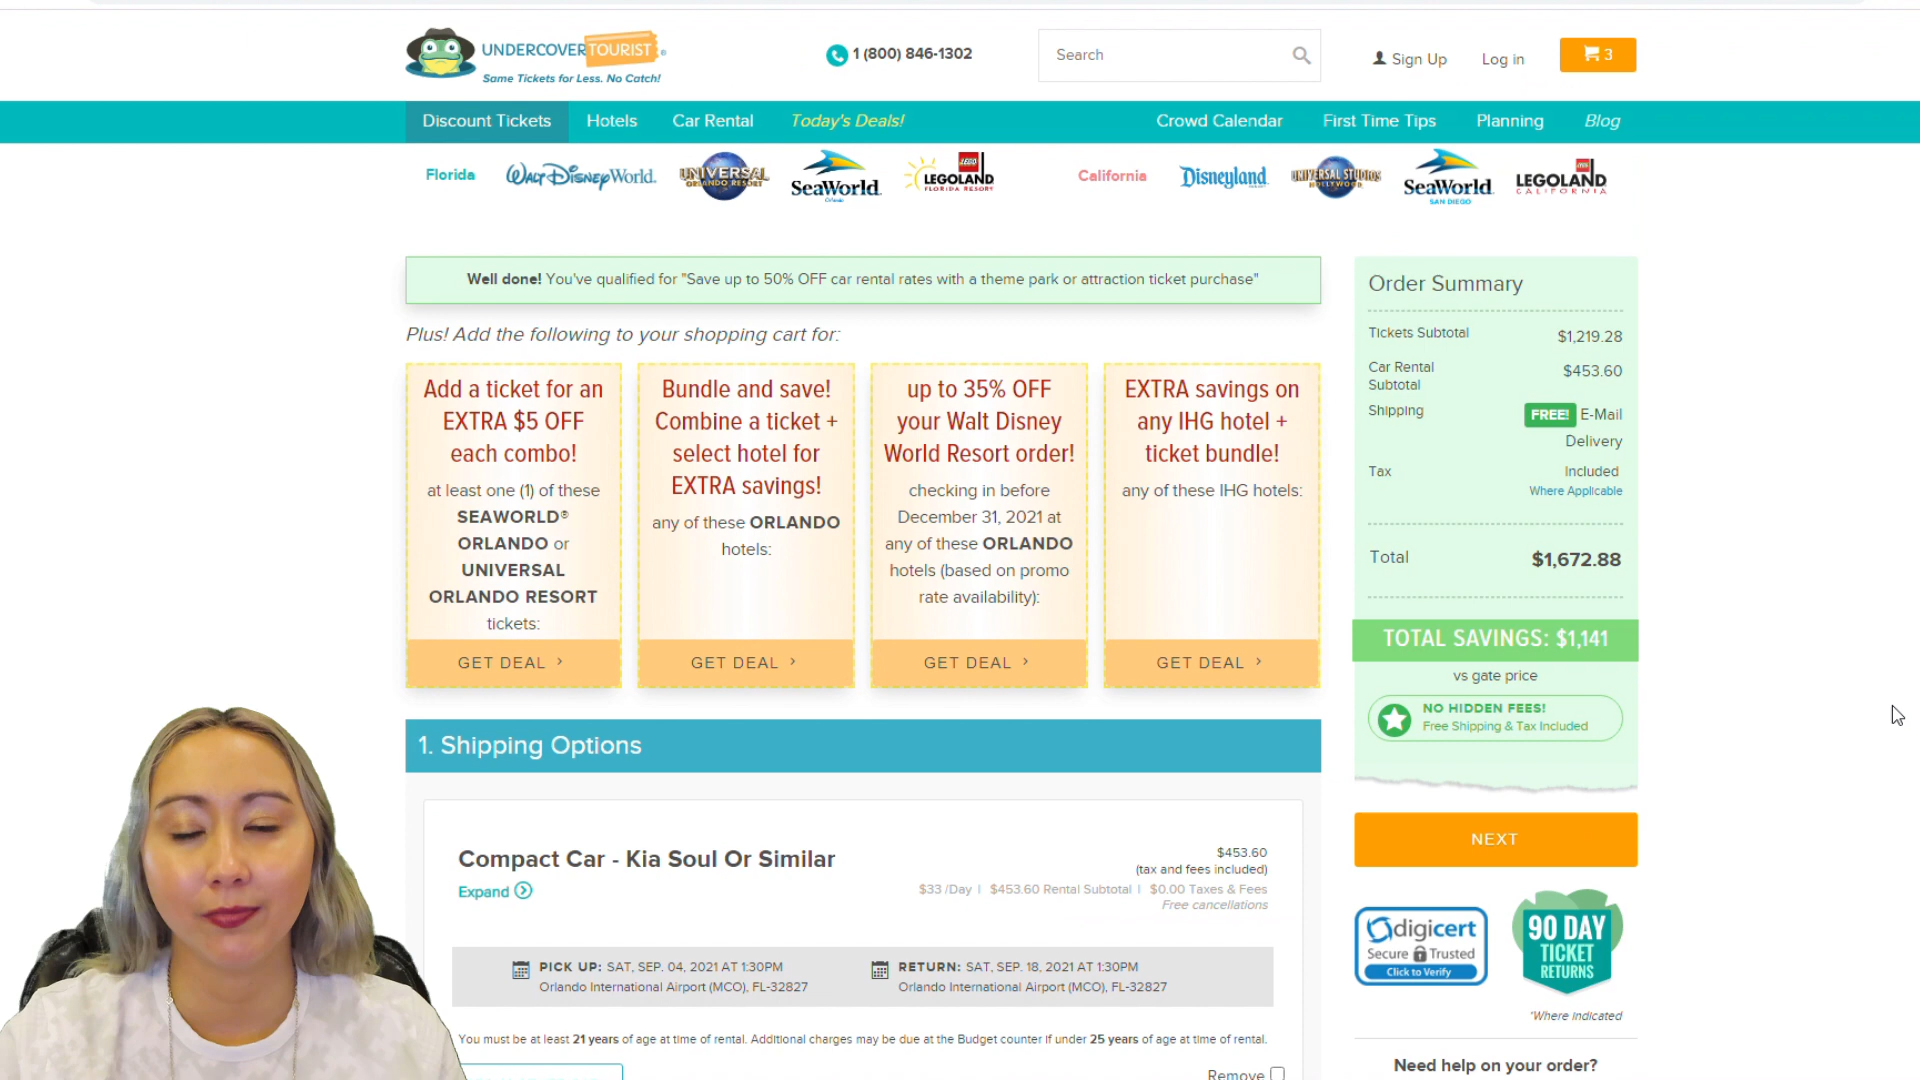 UNDERCOVER TOURIST®
Same Tickets for Less. No Catch!
1 (800) 846-1302
Search
Sign Up
Log in
3
Discount Tickets
Hotels
Car Rental
Today's Deals!
Crowd Calendar
First Time Tips
Planning
Blog
Florida
Walt Disney World.
UNIVERSAL
ORLANDO RESORT
SeaWorld
Orlando
LEGO
LEGOLAND
FLORIDA RESORT
California
Disneyland
UNIVERSAL STUDIOS
HOLLYWOOD
SeaWorld
SAN DIEGO
LEGO
LEGOLAND
CALIFORNIA
Well done! You've qualified for "Save up to 50% OFF car rental rates with a theme park or attraction ticket purchase"
Plus! Add the following to your shopping cart for:
Add a ticket for an
EXTRA $5 OFF
each combo!
at least one (1) of these
SEAWORLD®
ORLANDO or
UNIVERSAL
ORLANDO RESORT
tickets:
GET DEAL >
Bundle and save!
Combine a ticket +
select hotel for
EXTRA savings!
any of these ORLANDO
hotels:
GET DEAL >
up to 35% OFF
your Walt Disney
World Resort order!
checking in before
December 31, 2021 at
any of these ORLANDO
hotels (based on promo
rate availability):
GET DEAL >
EXTRA savings on
any IHG hotel +
ticket bundle!
any of these IHG hotels:
GET DEAL >
1. Shipping Options
Compact Car - Kia Soul Or Similar
Expand
$453.60
(tax and fees included)
$33 /Day | $453.60 Rental Subtotal | $0.00 Taxes & Fees
Free cancellations
PICK UP: SAT, SEP. 04, 2021 AT 1:30PM
Orlando International Airport (MCO), FL-32827
RETURN: SAT, SEP. 18, 2021 AT 1:30PM
Orlando International Airport (MCO), FL-32827
You must be at least 21 years of age at time of rental. Additional charges may be due at the Budget counter if under 25 years of age at time of rental.
Remove
Order Summary
Tickets Subtotal $1,219.28
Car Rental
Subtotal
$453.60
Shipping
FREE! E-Mail
Delivery
Tax
Included
Where Applicable
Total $1,672.88
TOTAL SAVINGS: $1,141
vs gate price
NO HIDDEN FEES!
Free Shipping & Tax Included
NEXT
digicert
Secure Trusted
Click to Verify
90 DAY
TICKET
RETURNS
*Where indicated
Need help on your order?